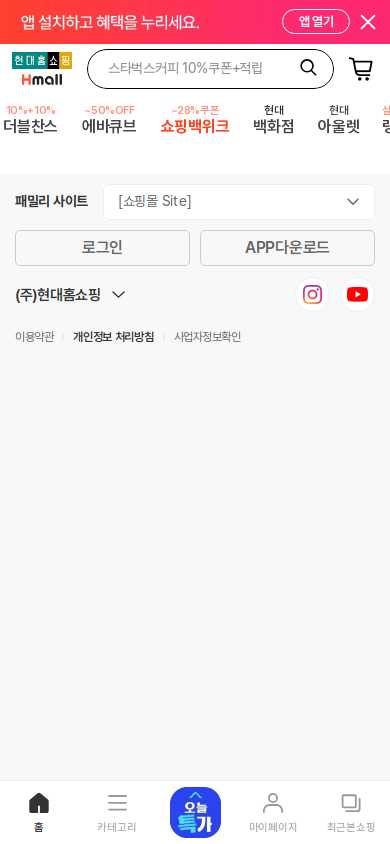 앱 설치하고 혜택을 누리세요.
앱 열기
현대홈쇼핑
Hmall
스타벅스커피 10%쿠폰+적립
10%+10%
더블찬스
~50%OFF
에바큐브
~28%쿠폰
쇼핑백위크
현대
백화점
현대
아울렛
패밀리 사이트
[쇼핑몰 Site]
로그인
APP다운로드
(주)현대홈쇼핑
이용약관
개인정보 처리방침
사업자정보확인
홈
카테고리
오늘
특가
마이페이지
최근본쇼핑